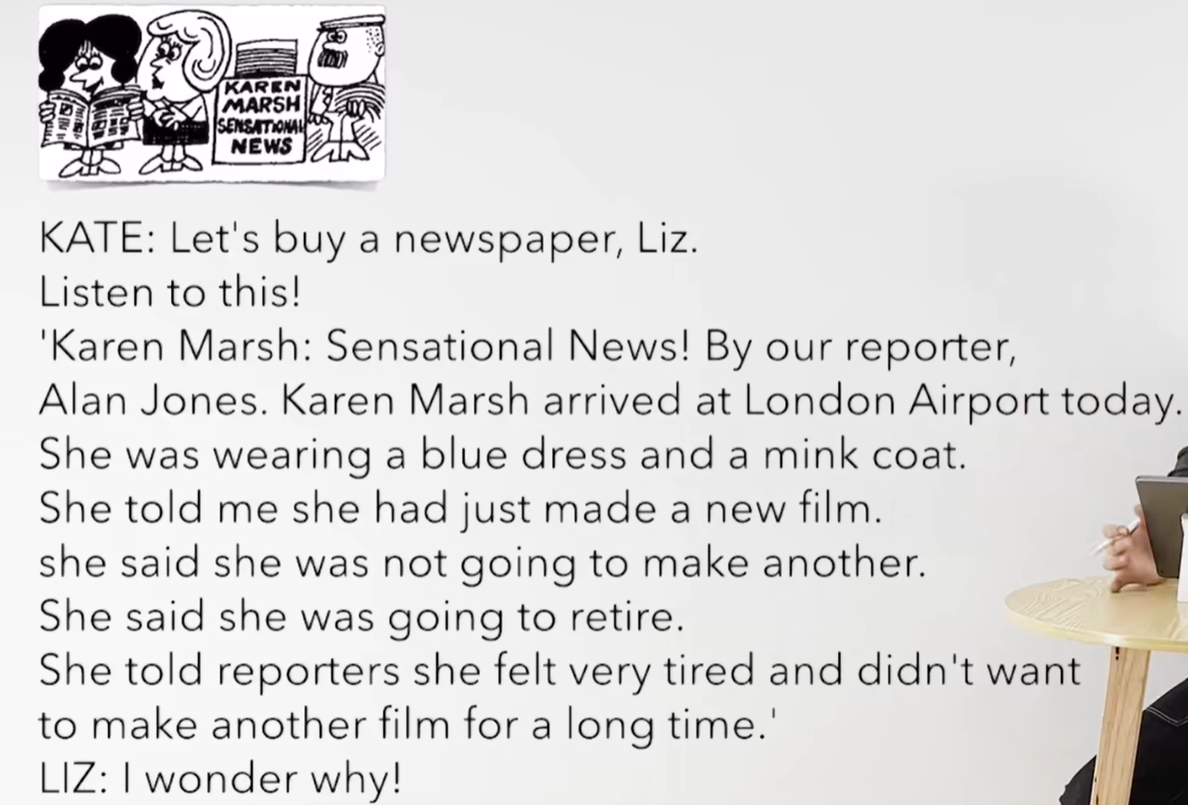 KAREN
MARSH
SENSATIONAL
NEWS
KATE: Let's buy a newspaper, Liz.
Listen to this!
'Karen Marsh: Sensational News! By our reporter,
Alan Jones. Karen Marsh arrived at London Airport today.
She was wearing a blue dress and a mink coat.
She told me she had just made a new film.
she said she was not going to make another.
She said she was going to retire.
She told reporters she felt very tired and didn't want
to make another film for a long time.'
LIZ: I wonder why!